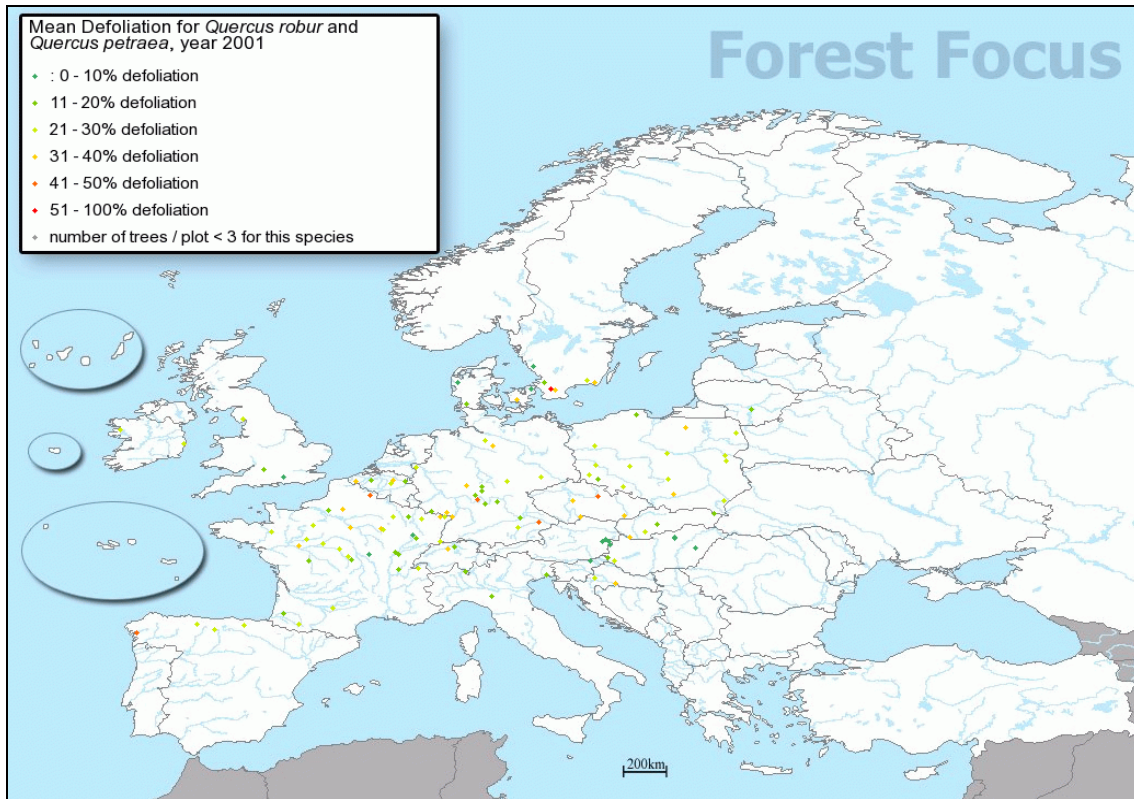 Mean Defoliation for Quercus robur and
Quercus petraea, year 2001
: 0 - 10% defoliation
11 - 20% defoliation
21 - 30% defoliation
31 - 40% defoliation
41 - 50% defoliation
51 - 100% defoliation
number of trees / plot < 3 for this species
Forest Focus
200km